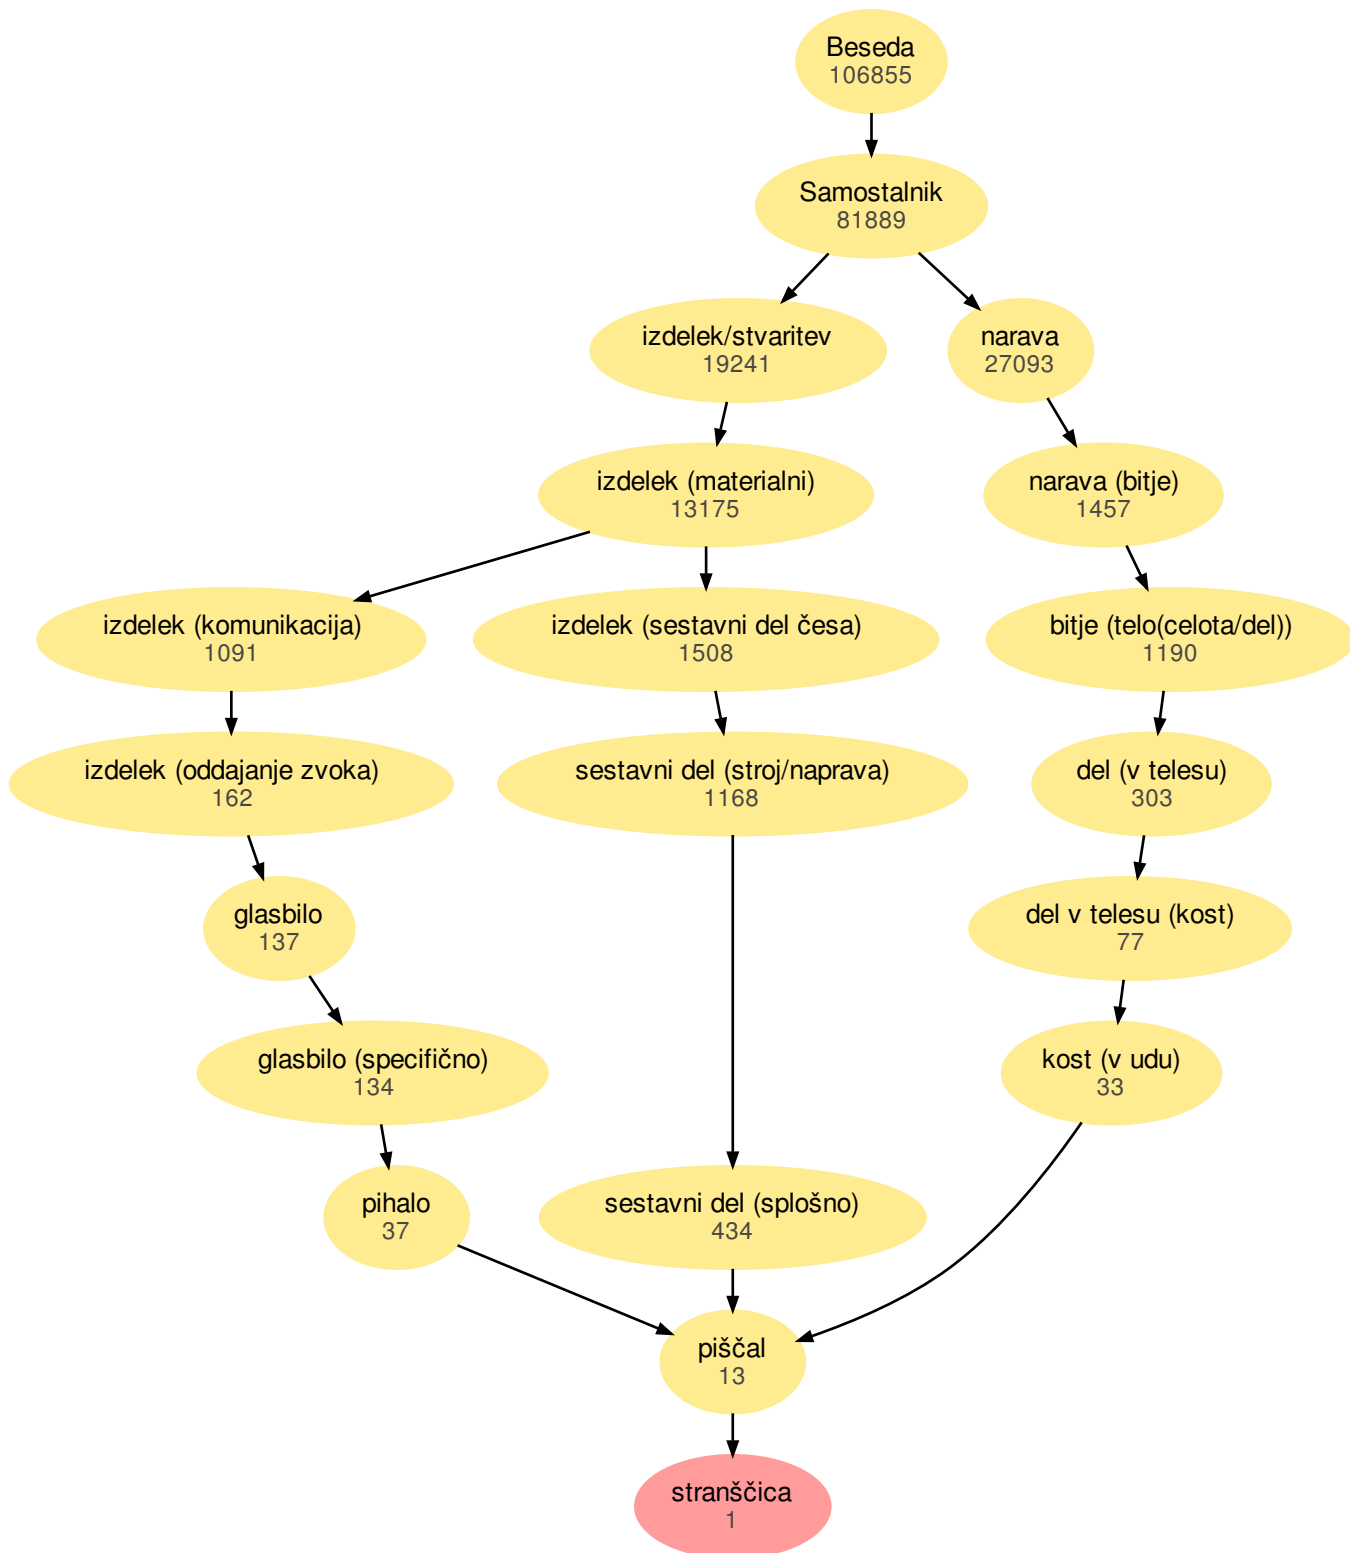 Beseda
106855
Samostalnik
81889
izdelek/stvaritev
19241
narava
27093
izdelek (materialni)
13175
narava (bitje)
1457
izdelek (komunikacija)
1091
izdelek (sestavni del česa)
1508
bitje (telo(celota/del))
1190
izdelek (oddajanje zvoka)
162
sestavni del (stroj/naprava)
1168
del (v telesu)
303
glasbilo
137
del v telesu (kost)
77
glasbilo (specifično)
134
kost (v udu)
33
pihalo
37
sestavni del (splošno)
434
piščal
13
stranščica
1